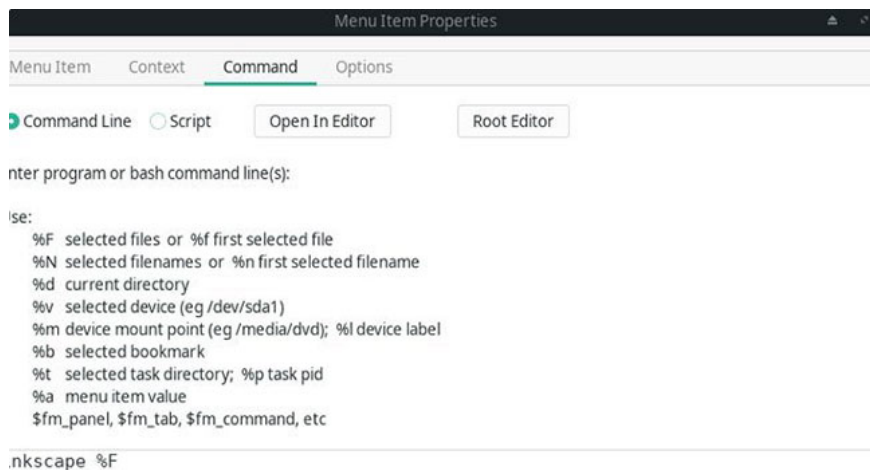 Menu Item Properties
Menu Item Context Command Options
Command Line Script Open In Editor Root Editor
nter program or bash command line(s):
se:
%F selected files or %f first selected file
%N selected filenames or %n first selected filename
%d current directory
%v selected device (eg /dev/sda1)
%m device mount point (eg /media/dvd); %l device label
%b selected bookmark
%t selected task directory; %p task pid
%a menu item value
$fm_panel, $fm_tab, $fm_command, etc
nkscape %F